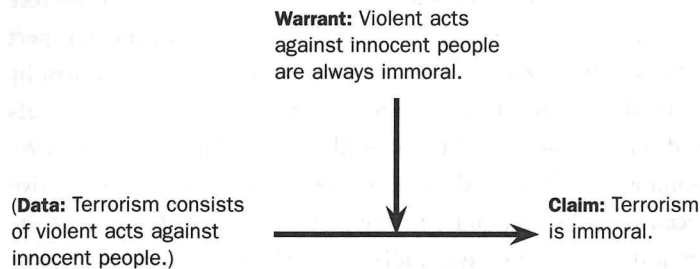 Warrant: Violent acts
against innocent people
are always immoral.
(Data: Terrorism consists
of violent acts against
innocent people.)
Claim: Terrorism
is immoral.